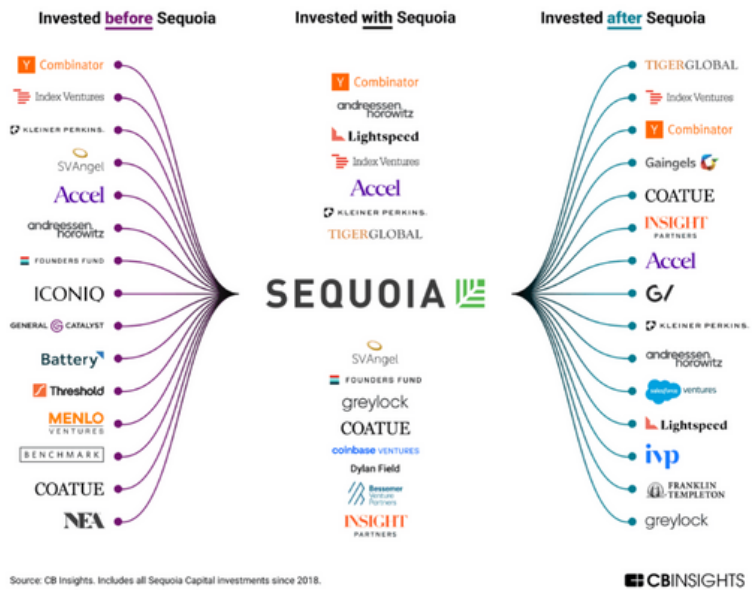 Invested before Sequoia
Y Combinator
Index Ventures
KLEINER PERKINS.
SVAngel
Accel
andreessen. horowitz
FOUNDERS FUND
ICONIQ
GENERAL CATALYST
Battery
Threshold
MENLO
VENTURES
BENCHMARK
COATUE
NEA
Invested with Sequoia
Y Combinator
andreessen. horowitz
Lightspeed
Index Ventures
Accel
KLEINER PERKINS.
TIGERGLOBAL
SEQUOIA
SVAngel
FOUNDERS FUND
greylock
COATUE
coinbase VENTURES
Dylan Field
Bessemer
Venture
Partners
INSIGHT
PARTNERS
Invested after Sequoia
TIGERGLOBAL
Index Ventures
Y Combinator
Gaingels
COATUE
INSIGHT
PARTNERS
Accel
G/
KLEINER PERKINS.
andreessen. horowitz
salesforce ventures
Lightspeed
ivp
FRANKLIN
TEMPLETON
greylock
Source: CB Insights. Includes all Sequoia Capital investments since 2018.
CBINSIGHTS